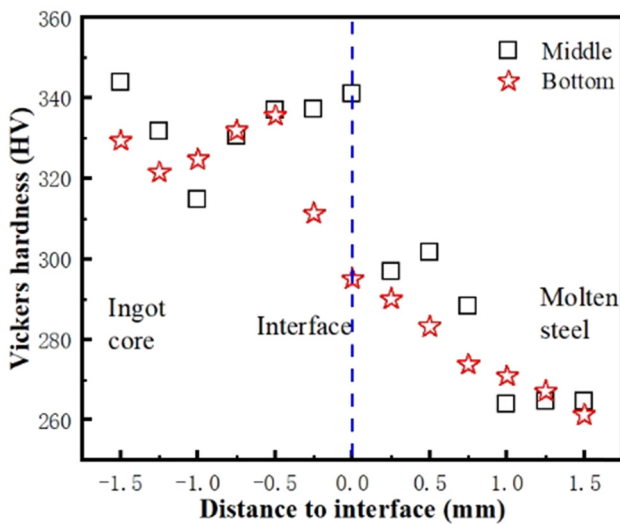 360
340
320
300
280
260
Vickers hardness (HV)
Middle
Bottom
Ingot
core
Interface
Molten
steel
-1.5 -1.0 -0.5 0.0 0.5 1.0 1.5
Distance to interface (mm)